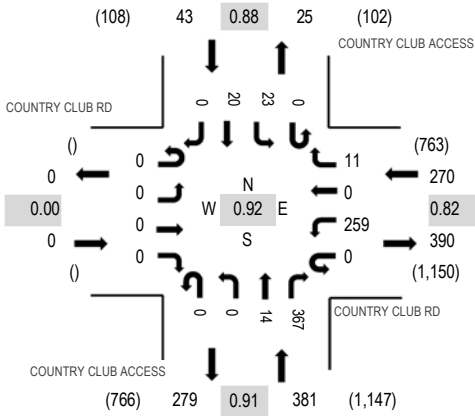 (108) 43 0.88 25 (102)
COUNTRY CLUB ACCESS
0 20 23 0
COUNTRY CLUB RD
() (763)
0 11
0 270
0 0
N
0.00 0 W 0.92 E 0.82
0 259
0 390
S
0 0
() (1,150)
0 0 14 367
COUNTRY CLUB RD
COUNTRY CLUB ACCESS
(766) 279 0.91 381 (1,147)